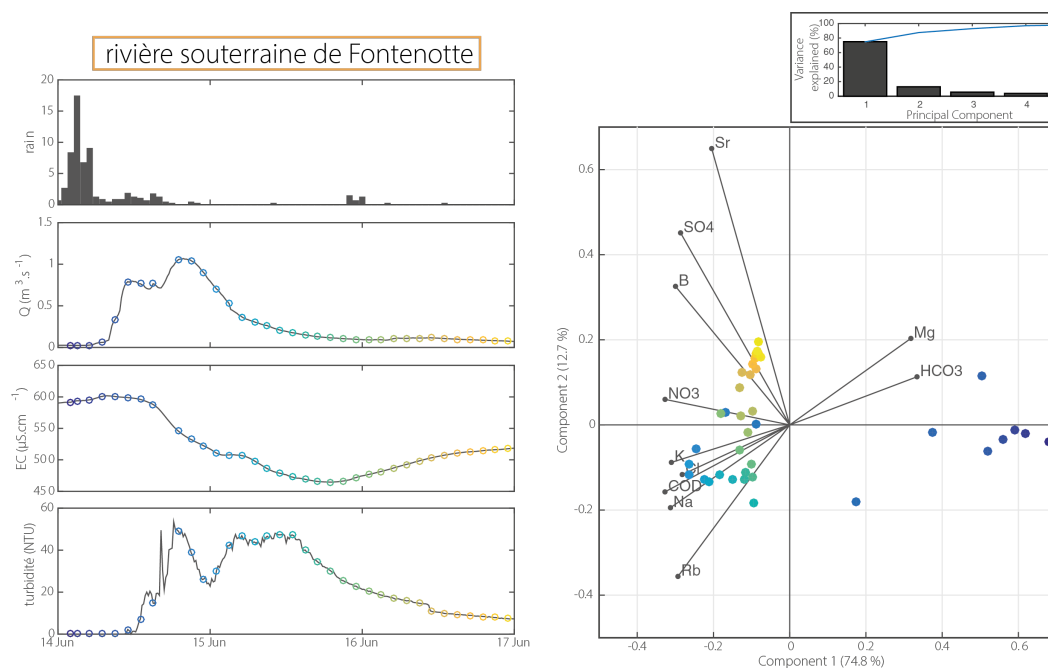 rivière souterraine de Fontenotte
20
15
10
5
0
rain
1.5
1
0.5
0
Q (m³.s⁻¹)
650
600
550
500
450
EC (µS.cm⁻¹)
60
40
20
0
turbidité (NTU)
14 Jun
15 Jun
16 Jun
17 Jun
100
80
60
40
20
0
Variance
explained (%)
1
2
3
4
Principal Component
0.6
0.4
0.2
0
-0.2
-0.4
Component 2 (12.7 %)
Sr
SO4
B
Mg
HCO3
NO3
K
Cl
COD
Na
Rb
-0.4
-0.2
0
0.2
0.4
0.6
Component 1 (74.8 %)